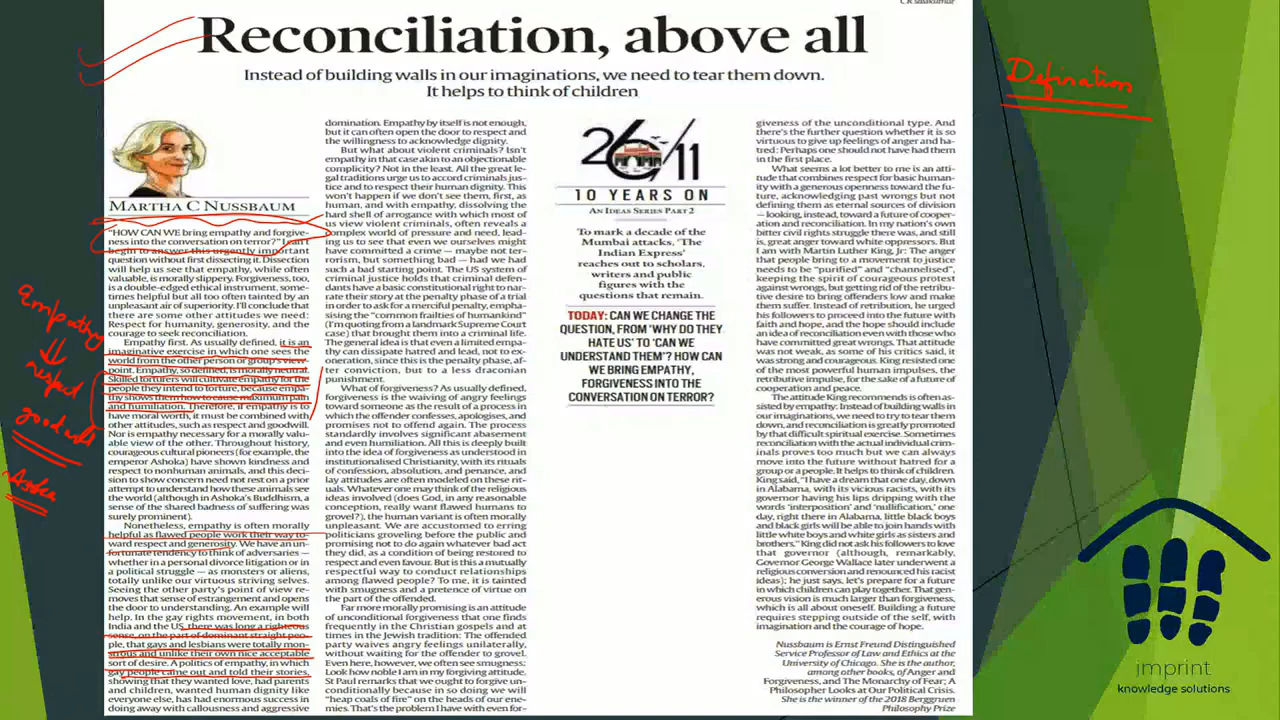 C R Sasikumar
Reconciliation, above all
Instead of building walls in our imaginations, we need to tear them down.
It helps to think of children
MARTHA C NUSSBAUM
"HOW CAN WE bring empathy and forgive-
ness into the conversation on terror?" I can't
begin to answer this urgently important
question without first dissecting it. Dissection
will help us see that empathy, while often
valuable, is morally slippery. Forgiveness, too,
is a double-edged ethical instrument, some-
times helpful but all too often tainted by an
unpleasant air of superiority. I'll conclude that
there are some other attitudes we need:
Respect for humanity, generosity, and the
courage to seek reconciliation.
Empathy first. As usually defined, it is an
imaginative exercise in which one sees the
world from the other person or group's view-
point. Empathy, so defined, is morally neutral.
Skilled torturers will cultivate empathy for the
people they intend to torture, because empa-
thy shows them how to cause maximum pain
and humiliation. Therefore, if empathy is to
have moral worth, it must be combined with
other attitudes, such as respect and goodwill.
Nor is empathy necessary for a morally valu-
able view of the other. Throughout history,
courageous cultural pioneers (for example, the
emperor Ashoka) have shown kindness and
respect to nonhuman animals, and this deci-
sion to show concern need not rest on a prior
attempt to understand how these animals see
the world (although in Ashoka's Buddhism, a
sense of the shared badness of suffering was
surely prominent).
Nonetheless, empathy is often morally
helpful as flawed people work their way to-
ward respect and generosity. We have an un-
fortunate tendency to think of adversaries —
whether in a personal divorce litigation or in
a political struggle — as monsters or aliens,
totally unlike our virtuous striving selves.
Seeing the other party's point of view re-
moves that sense of estrangement and opens
the door to understanding. An example will
help. In the gay rights movement, in both
India and the US, there was long a righteous
sense, on the part of dominant straight peo-
ple, that gays and lesbians were totally mon-
strous and unlike their own nice acceptable
sort of desire. A politics of empathy, in which
gay people came out and told their stories,
showing that they wanted love, had parents
and children, wanted human dignity like
everyone else, has had enormous success in
doing away with callousness and aggressive
domination. Empathy by itself is not enough,
but it can often open the door to respect and
the willingness to acknowledge dignity.
But what about violent criminals? Isn't
empathy in that case akin to an objectionable
complicity? Not in the least. All the great le-
gal traditions urge us to accord criminals jus-
tice and to respect their human dignity. This
won't happen if we don't see them, first, as
human, and with empathy, dissolving the
hard shell of arrogance with which most of
us view violent criminals, often reveals a
complex world of pressure and need, lead-
ing us to see that even we ourselves might
have committed a crime — maybe not ter-
rorism, but something bad — had we had
such a bad starting point. The US system of
criminal justice holds that criminal defen-
dants have a basic constitutional right to nar-
rate their story at the penalty phase of a trial
in order to ask for a merciful penalty, empha-
sising the "common frailties of humankind"
(I'm quoting from a landmark Supreme Court
case) that brought them into a criminal life.
The general idea is that even a limited empa-
thy can dissipate hatred and lead, not to ex-
oneration, since this is the penalty phase, af-
ter conviction, but to a less draconian
punishment.
What of forgiveness? As usually defined,
forgiveness is the waiving of angry feelings
toward someone as the result of a process in
which the offender confesses, apologises, and
promises not to offend again. The process
standardly involves significant abasement
and even humiliation. All this is deeply built
into the idea of forgiveness as understood in
institutionalised Christianity, with its rituals
of confession, absolution, and penance, and
lay attitudes are often modeled on these rit-
uals. Whatever one may think of the religious
ideas involved (does God, in any reasonable
conception, really want flawed humans to
grovel?), the human variant is often morally
unpleasant. We are accustomed to erring
politicians groveling before the public and
promising not to do again whatever bad act
they did, as a condition of being restored to
respect and even favour. But is this a mutually
respectful way to conduct relationships
among flawed people? To me, it is tainted
with smugness and a pretence of virtue on
the part of the offended.
Far more morally promising is an attitude
of unconditional forgiveness that one finds
frequently in the Christian gospels and at
times in the Jewish tradition: The offended
party waives angry feelings unilaterally,
without waiting for the offender to grovel.
Even here, however, we often see smugness:
Look how noble I am in my forgiving attitude.
St Paul remarks that we ought to forgive un-
conditionally because in so doing we will
"heap coals of fire" on the heads of our ene-
mies. That's the problem I have with even for-
26/11
10 YEARS ON
AN IDEAS SERIES PART 2
To mark a decade of the
Mumbai attacks, 'The
Indian Express'
reaches out to scholars,
writers and public
figures with the
questions that remain.
TODAY: CAN WE CHANGE THE
QUESTION, FROM 'WHY DO THEY
HATE US' TO 'CAN WE
UNDERSTAND THEM'? HOW CAN
WE BRING EMPATHY,
FORGIVENESS INTO THE
CONVERSATION ON TERROR?
giveness of the unconditional type. And
there's the further question whether it is so
virtuous to give up feelings of anger and ha-
tred: Perhaps one should not have had them
in the first place.
What seems a lot better to me is an atti-
tude that combines respect for basic human-
ity with a generous openness toward the fu-
ture, acknowledging past wrongs but not
defining them as eternal sources of division
— looking, instead, toward a future of cooper-
ation and reconciliation. In my nation's own
bitter civil rights struggle there was, and still
is, great anger toward white oppressors. But
I am with Martin Luther King, Jr: The anger
that people bring to a movement to justice
needs to be "purified" and "channelised",
keeping the spirit of courageous protest
against wrongs, but getting rid of the retribu-
tive desire to bring offenders low and make
them suffer. Instead of retribution, he urged
his followers to proceed into the future with
faith and hope, and the hope should include
an idea of reconciliation even with those who
have committed great wrongs. That attitude
was not weak, as some of his critics said, it
was strong and courageous. King resisted one
of the most powerful human impulses, the
retributive impulse, for the sake of a future of
cooperation and peace.
The attitude King recommends is often as-
sisted by empathy: Instead of building walls
in our imaginations, we need to try to tear them
down, and reconciliation is greatly promoted
by that difficult spiritual exercise. Sometimes
reconciliation with the actual individual crim-
inals proves too much but we can always
move into the future without hatred for a
group or a people. It helps to think of children.
King said, "I have a dream that one day, down
in Alabama, with its vicious racists, with its
governor having his lips dripping with the
words 'interposition' and 'nullification,' one
day, right there in Alabama, little black boys
and black girls will be able to join hands with
little white boys and white girls as sisters and
brothers." King did not ask his followers to love
that governor (although, remarkably,
Governor George Wallace later underwent a
religious conversion and renounced his racist
ideas); he just says, let's prepare for a future
in which children can play together. That gen-
erous vision is much larger than forgiveness,
which is all about oneself. Building a future
requires stepping outside of the self, with
imagination and the courage of hope.
Nussbaum is Ernst Freund Distinguished
Service Professor of Law and Ethics at the
University of Chicago. She is the author,
among other books, of Anger and
Forgiveness, and The Monarchy of Fear; A
Philosopher Looks at Our Political Crisis.
She is the winner of the 2018 Berggruen
Philosophy Prize
Defination
Empathy
respect
goodwill
jmprint
knowledge solutions